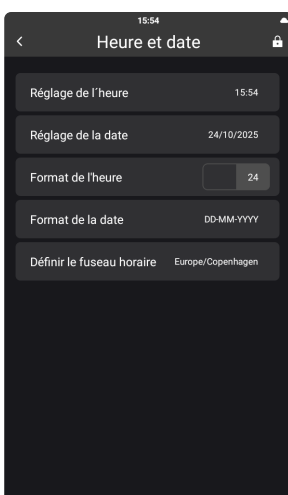 15:54
Heure et date
Réglage de l´heure 15:54
Réglage de la date 24/10/2025
Format de l'heure 24
Format de la date DD-MM-YYYY
Définir le fuseau horaire Europe/Copenhagen